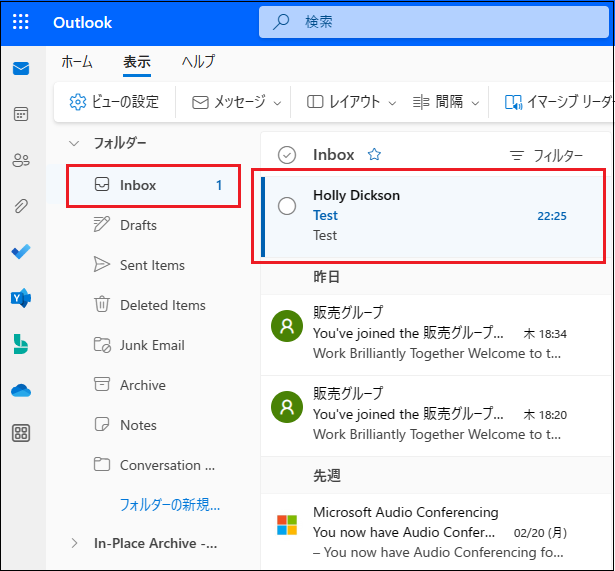 Outlook
検索
ホーム 表示 ヘルプ
ビューの設定 メッセージ レイアウト 間隔 イマーシブ リーダー
フォルダー
Inbox 1
Drafts
Sent Items
Deleted Items
Junk Email
Archive
Notes
Conversation ...
フォルダーの新規...
In-Place Archive -...
Inbox フィルター
Holly Dickson
Test 22:25
Test
昨日
販売グループ
You've joined the 販売グループ... 木 18:34
Work Brilliantly Together Welcome to t...
販売グループ
You've joined the 販売グループ... 木 18:20
Work Brilliantly Together Welcome to t...
先週
Microsoft Audio Conferencing
You now have Audio Confer... 02/20 (月)
– You now have Audio Conferencing fo...